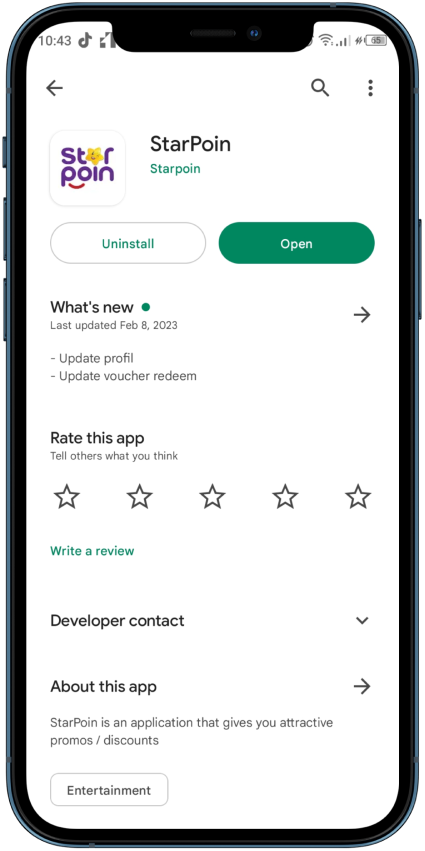 10:43
65
StarPoin
star
poin
Starpoin
Uninstall
Open
What's new
Last updated Feb 8, 2023
- Update profil
- Update voucher redeem
Rate this app
Tell others what you think
Write a review
Developer contact
About this app
StarPoin is an application that gives you attractive
promos / discounts
Entertainment